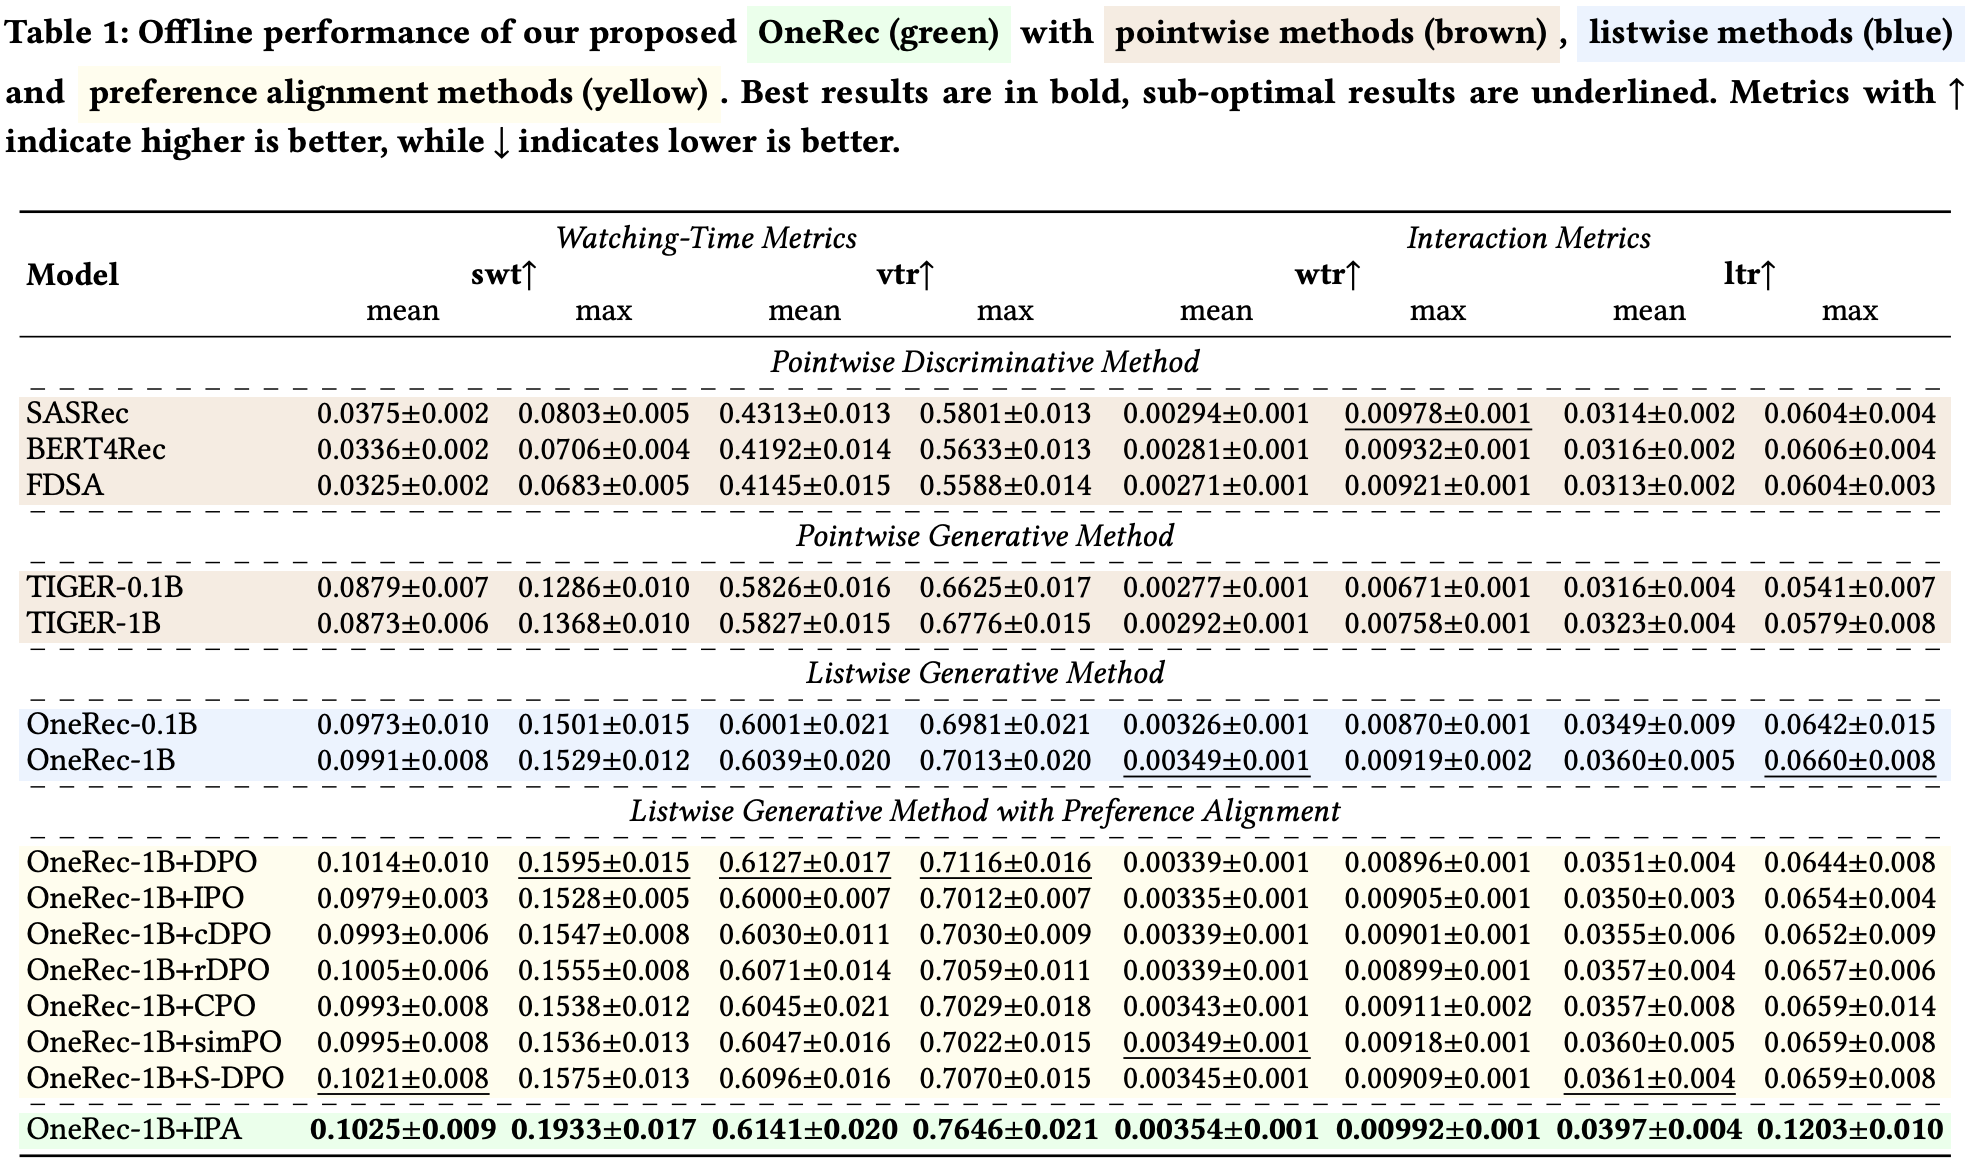 Table 1: Offline performance of our proposed OneRec (green) with pointwise methods (brown) , listwise methods (blue)
and preference alignment methods (yellow) . Best results are in bold, sub-optimal results are underlined. Metrics with ↑
indicate higher is better, while ↓ indicates lower is better.
Watching-Time Metrics Interaction Metrics
Model swt↑ vtr↑ wtr↑ ltr↑
mean max mean max mean max mean max
Pointwise Discriminative Method
SASRec 0.0375±0.002 0.0803±0.005 0.4313±0.013 0.5801±0.013 0.00294±0.001 0.00978±0.001 0.0314±0.002 0.0604±0.004
BERT4Rec 0.0336±0.002 0.0706±0.004 0.4192±0.014 0.5633±0.013 0.00281±0.001 0.00932±0.001 0.0316±0.002 0.0606±0.004
FDSA 0.0325±0.002 0.0683±0.005 0.4145±0.015 0.5588±0.014 0.00271±0.001 0.00921±0.001 0.0313±0.002 0.0604±0.003
Pointwise Generative Method
TIGER-0.1B 0.0879±0.007 0.1286±0.010 0.5826±0.016 0.6625±0.017 0.00277±0.001 0.00671±0.001 0.0316±0.004 0.0541±0.007
TIGER-1B 0.0873±0.006 0.1368±0.010 0.5827±0.015 0.6776±0.015 0.00292±0.001 0.00758±0.001 0.0323±0.004 0.0579±0.008
Listwise Generative Method
OneRec-0.1B 0.0973±0.010 0.1501±0.015 0.6001±0.021 0.6981±0.021 0.00326±0.001 0.00870±0.001 0.0349±0.009 0.0642±0.015
OneRec-1B 0.0991±0.008 0.1529±0.012 0.6039±0.020 0.7013±0.020 0.00349±0.001 0.00919±0.002 0.0360±0.005 0.0660±0.008
Listwise Generative Method with Preference Alignment
OneRec-1B+DPO 0.1014±0.010 0.1595±0.015 0.6127±0.017 0.7116±0.016 0.00339±0.001 0.00896±0.001 0.0351±0.004 0.0644±0.008
OneRec-1B+IPO 0.0979±0.003 0.1528±0.005 0.6000±0.007 0.7012±0.007 0.00335±0.001 0.00905±0.001 0.0350±0.003 0.0654±0.004
OneRec-1B+cDPO 0.0993±0.006 0.1547±0.008 0.6030±0.011 0.7030±0.009 0.00339±0.001 0.00901±0.001 0.0355±0.006 0.0652±0.009
OneRec-1B+rDPO 0.1005±0.006 0.1555±0.008 0.6071±0.014 0.7059±0.011 0.00339±0.001 0.00899±0.001 0.0357±0.004 0.0657±0.006
OneRec-1B+CPO 0.0993±0.008 0.1538±0.012 0.6045±0.021 0.7029±0.018 0.00343±0.001 0.00911±0.002 0.0357±0.008 0.0659±0.014
OneRec-1B+simPO 0.0995±0.008 0.1536±0.013 0.6047±0.016 0.7022±0.015 0.00349±0.001 0.00918±0.001 0.0360±0.005 0.0659±0.008
OneRec-1B+S-DPO 0.1021±0.008 0.1575±0.013 0.6096±0.016 0.7070±0.015 0.00345±0.001 0.00909±0.001 0.0361±0.004 0.0659±0.008
OneRec-1B+IPA 0.1025±0.009 0.1933±0.017 0.6141±0.020 0.7646±0.021 0.00354±0.001 0.00992±0.001 0.0397±0.004 0.1203±0.010